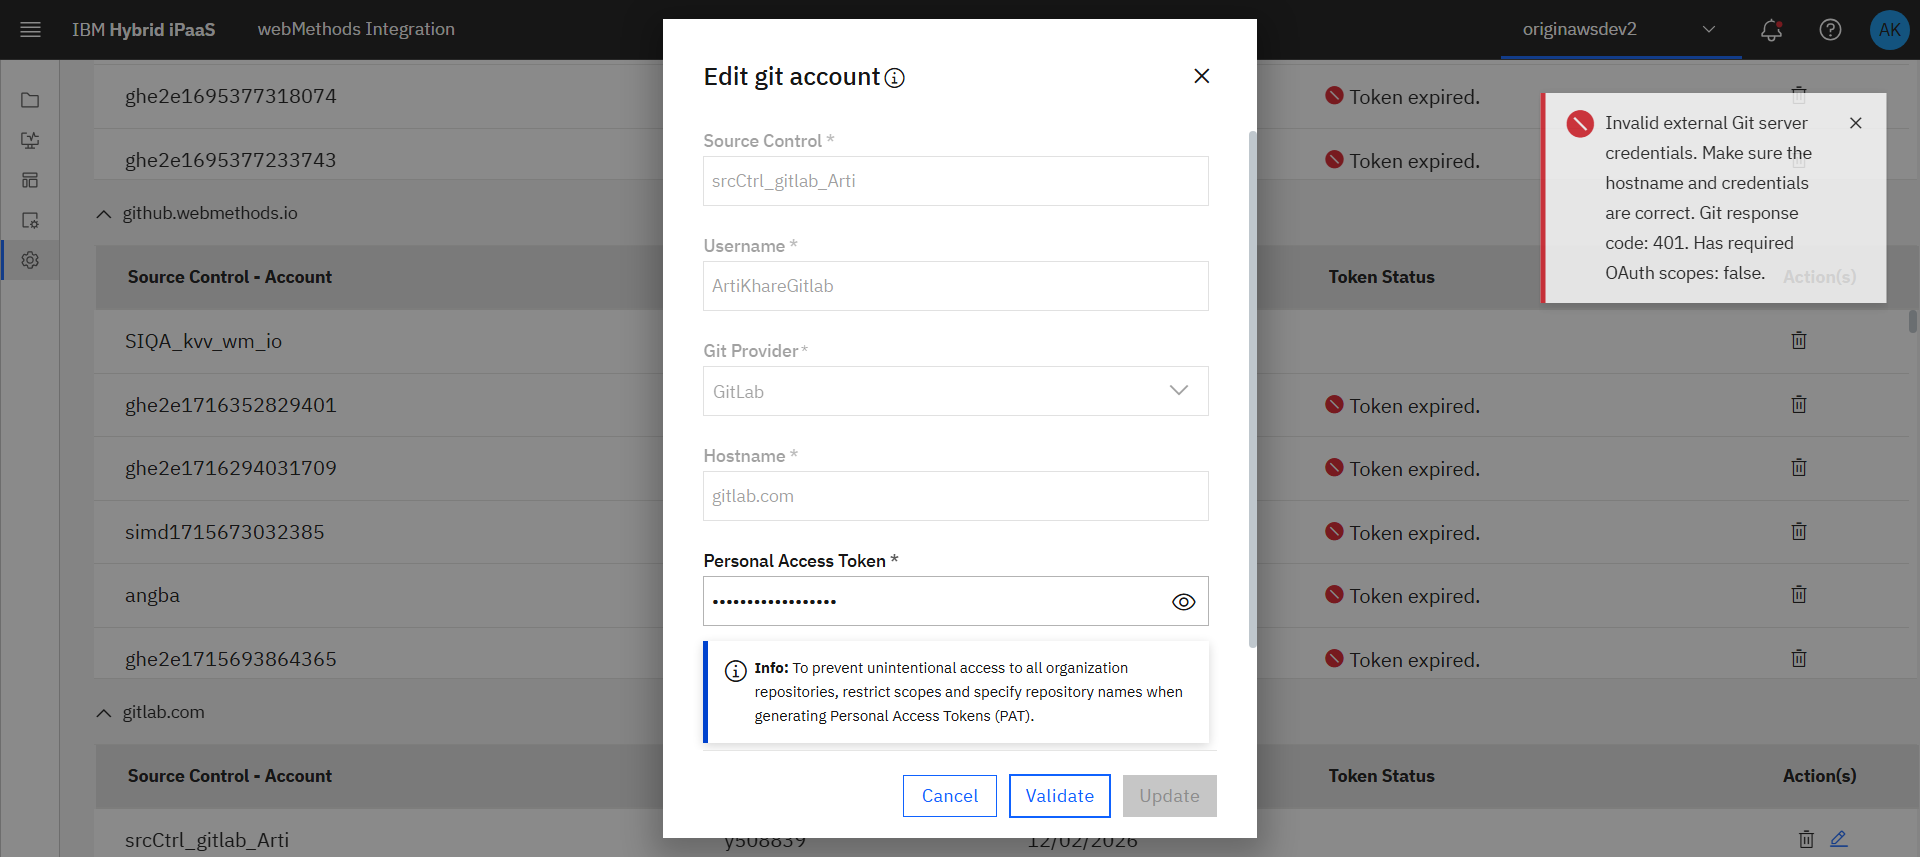 IBM Hybrid iPaaS
webMethods Integration
originawsdev2
AK
ghe2e1695377318074
Token expired.
ghe2e1695377233743
Token expired.
github.webmethods.io
Source Control - Account
Token Status
Action(s)
SIQA_kvv_wm_io
ghe2e1716352829401
Token expired.
ghe2e1716294031709
Token expired.
simd1715673032385
Token expired.
angba
Token expired.
ghe2e1715693864365
Token expired.
gitlab.com
Source Control - Account
Token Status
Action(s)
srcCtrl_gitlab_Arti
y508839
12/02/2026
Edit git account
Source Control *
srcCtrl_gitlab_Arti
Username *
ArtiKhareGitlab
Git Provider*
GitLab
Hostname *
gitlab.com
Personal Access Token *
••••••••••••••••••
Info: To prevent unintentional access to all organization
repositories, restrict scopes and specify repository names when
generating Personal Access Tokens (PAT).
Cancel
Validate
Update
Invalid external Git server
credentials. Make sure the
hostname and credentials
are correct. Git response
code: 401. Has required
OAuth scopes: false.